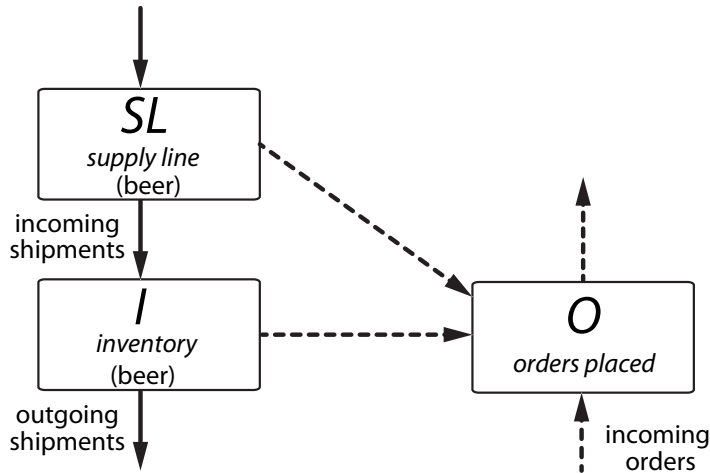 SL
supply line
(beer)
incoming
shipments
I
inventory
(beer)
outgoing
shipments
O
orders placed
incoming
orders